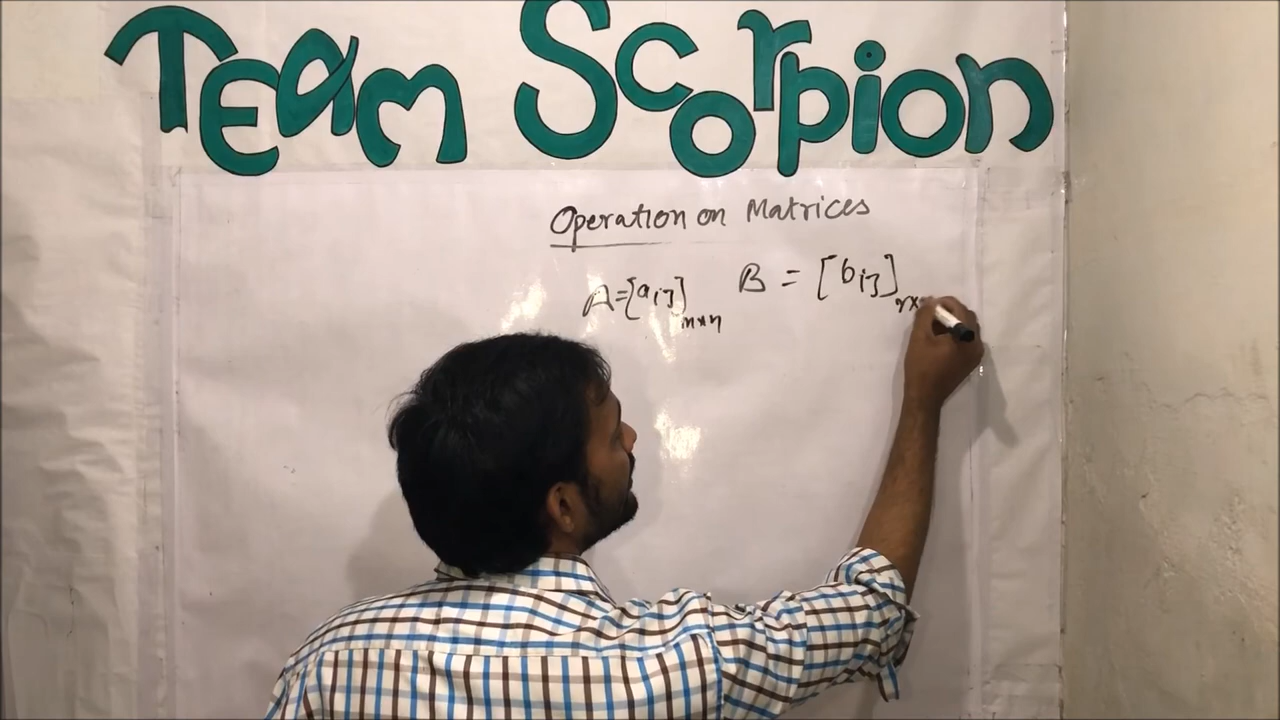 Team Scorpion
Operation on Matrices
A=[aij]m×n B = [bij]r×